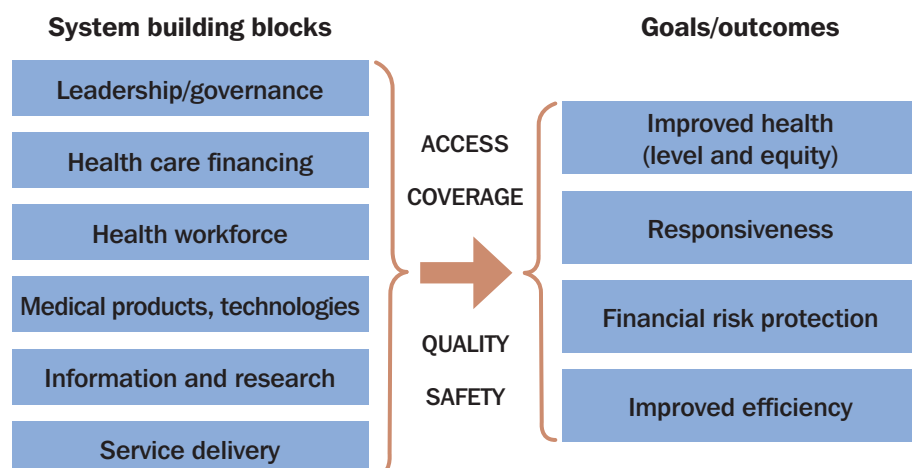 System building blocks
Leadership/governance
Health care financing
Health workforce
Medical products, technologies
Information and research
Service delivery
ACCESS
COVERAGE
QUALITY
SAFETY
Goals/outcomes
Improved health
(level and equity)
Responsiveness
Financial risk protection
Improved efficiency